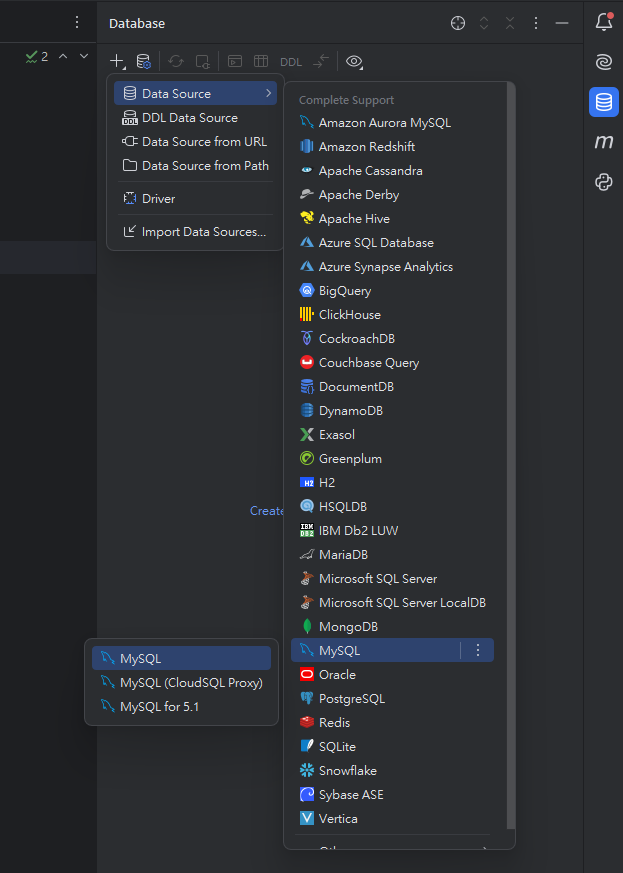 Database
2
DDL
Data Source
DDL Data Source
DDL
Data Source from URL
Data Source from Path
Driver
Import Data Sources...
Complete Support
Amazon Aurora MySQL
Amazon Redshift
Apache Cassandra
Apache Derby
Apache Hive
Azure SQL Database
Azure Synapse Analytics
BigQuery
ClickHouse
CockroachDB
Couchbase Query
DocumentDB
DynamoDB
Exasol
Greenplum
H2 H2
HSQLDB
IBM DB2 IBM Db2 LUW
MariaDB
Microsoft SQL Server
Microsoft SQL Server LocalDB
MongoDB
MySQL
Oracle
PostgreSQL
Redis
SQLite
Snowflake
Sybase ASE
V Vertica
Create
MySQL
MySQL (CloudSQL Proxy)
MySQL for 5.1
m